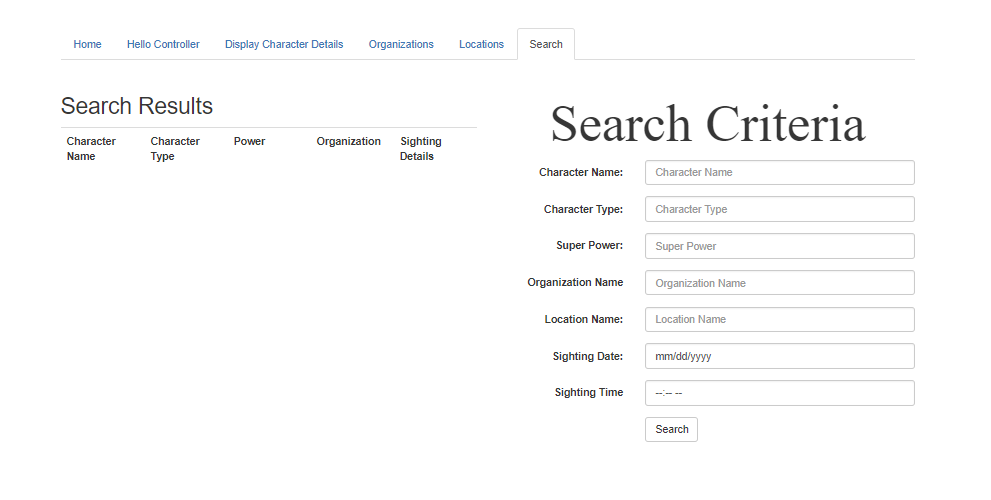 Home Hello Controller Display Character Details Organizations Locations Search
Search Results
Character Name Character Type Power Organization Sighting Details
Search Criteria
Character Name: Character Name
Character Type: Character Type
Super Power: Super Power
Organization Name Organization Name
Location Name: Location Name
Sighting Date: mm/dd/yyyy
Sighting Time --:-- --
Search